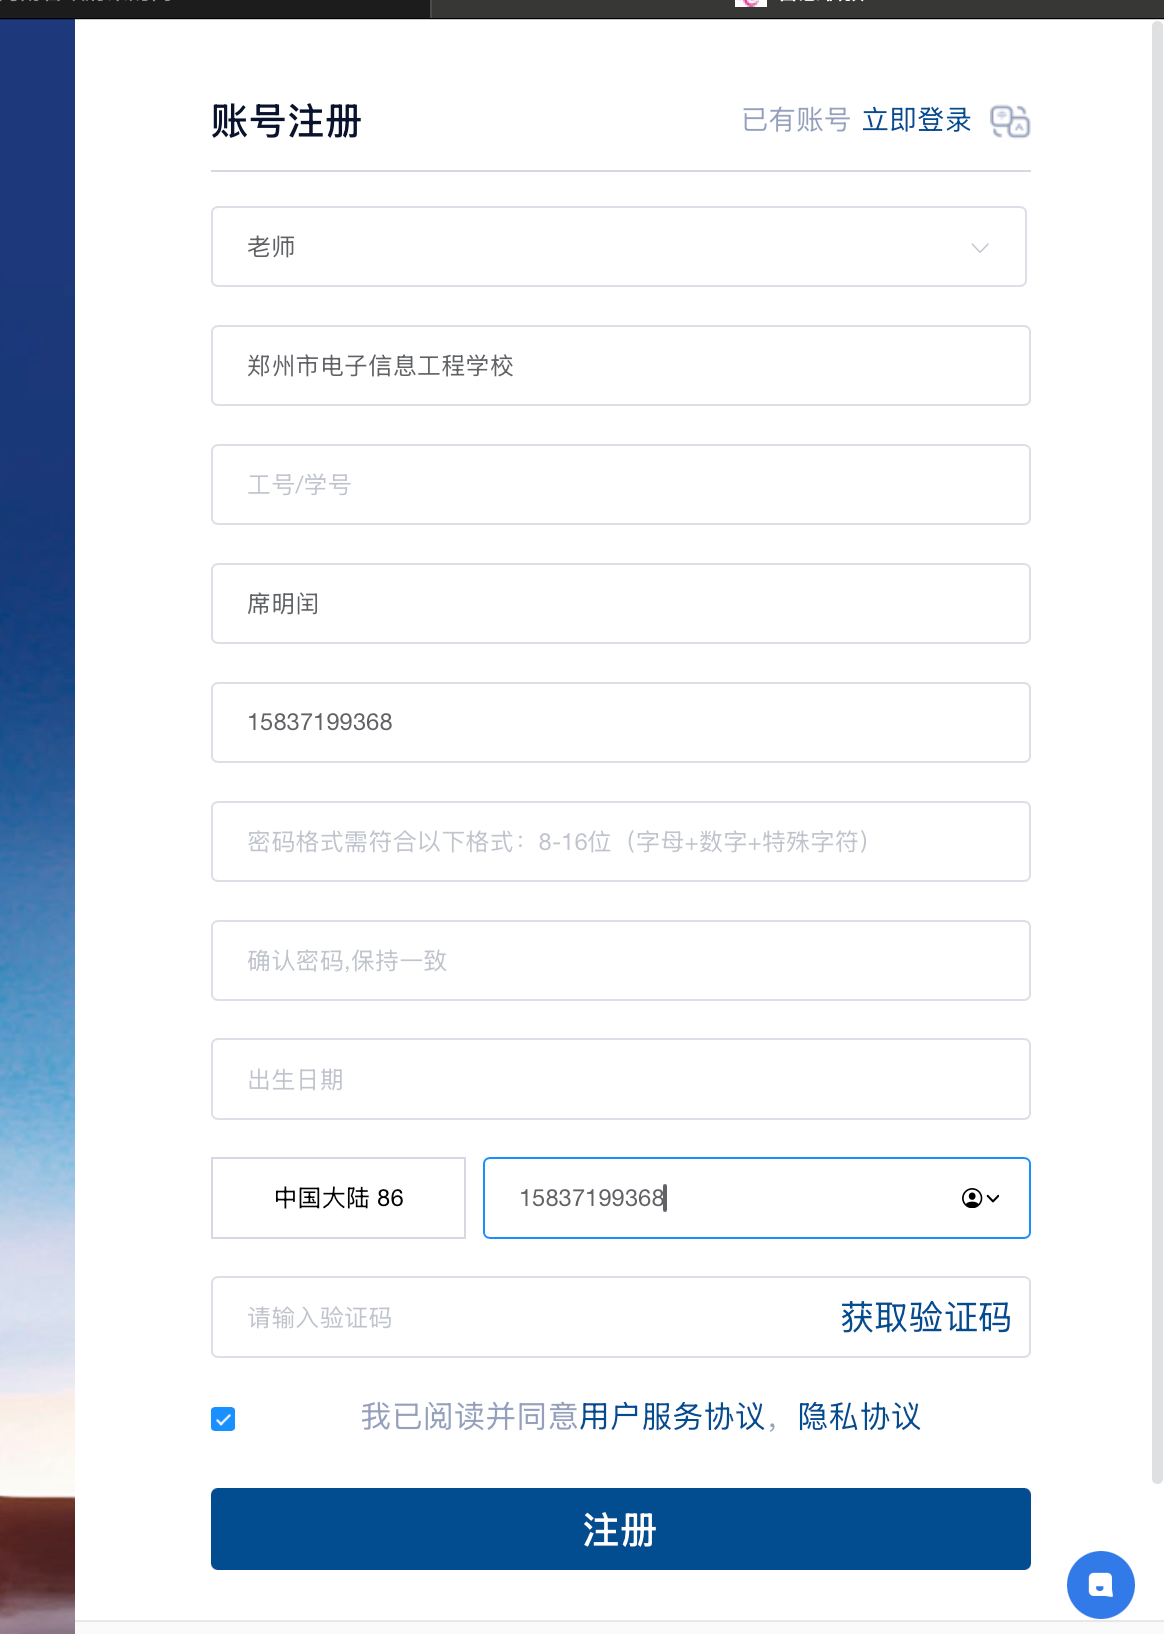 账号注册
已有账号 立即登录
老师
郑州市电子信息工程学校
工号/学号
席明闰
15837199368
密码格式需符合以下格式：8-16位（字母+数字+特殊字符）
确认密码,保持一致
出生日期
中国大陆 86
15837199368
请输入验证码
获取验证码
我已阅读并同意用户服务协议，隐私协议
注册